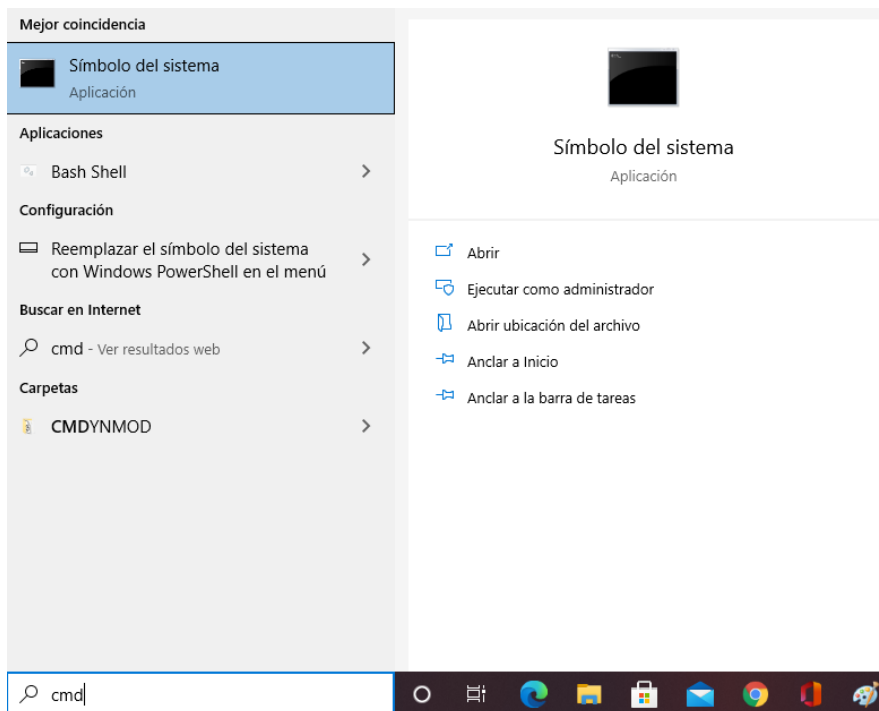 Mejor coincidencia
Símbolo del sistema
Aplicación
Aplicaciones
Bash Shell
Configuración
Reemplazar el símbolo del sistema
con Windows PowerShell en el menú
Buscar en Internet
cmd - Ver resultados web
Carpetas
CMDYNMOD
Símbolo del sistema
Aplicación
Abrir
Ejecutar como administrador
Abrir ubicación del archivo
Anclar a Inicio
Anclar a la barra de tareas
cmd